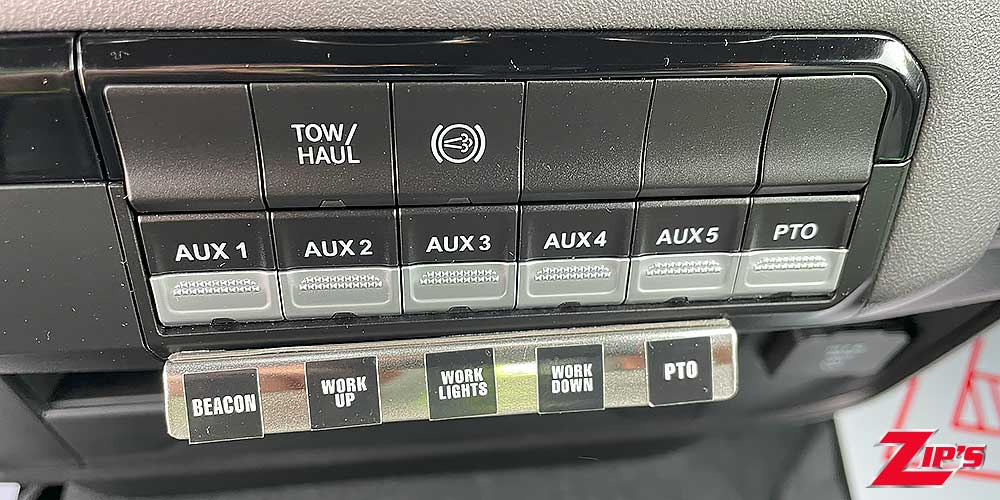 TOW/
HAUL
AUX 1
AUX 2
AUX 3
AUX 4
AUX 5
PTO
BEACON
WORK
UP
WORK
LIGHTS
WORK
DOWN
PTO
ZIP'S